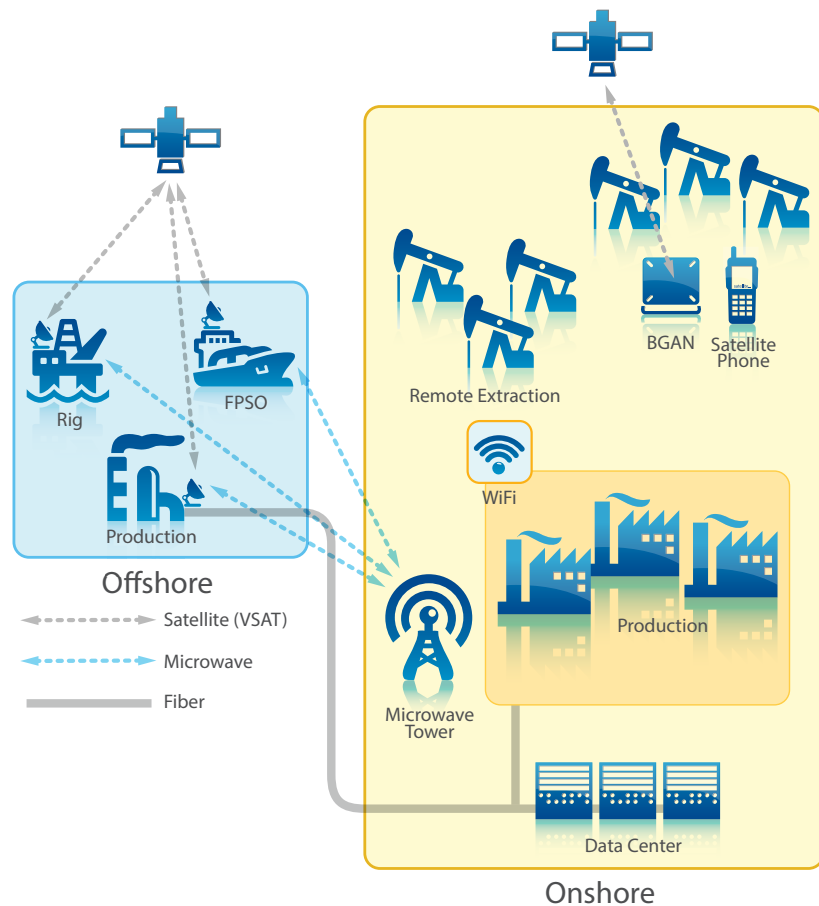 BGAN
Satellite
Phone
Remote Extraction
Rig
FPSO
WiFi
Production
Offshore
Production
Satellite (VSAT)
Microwave
Fiber
Microwave
Tower
Data Center
Onshore